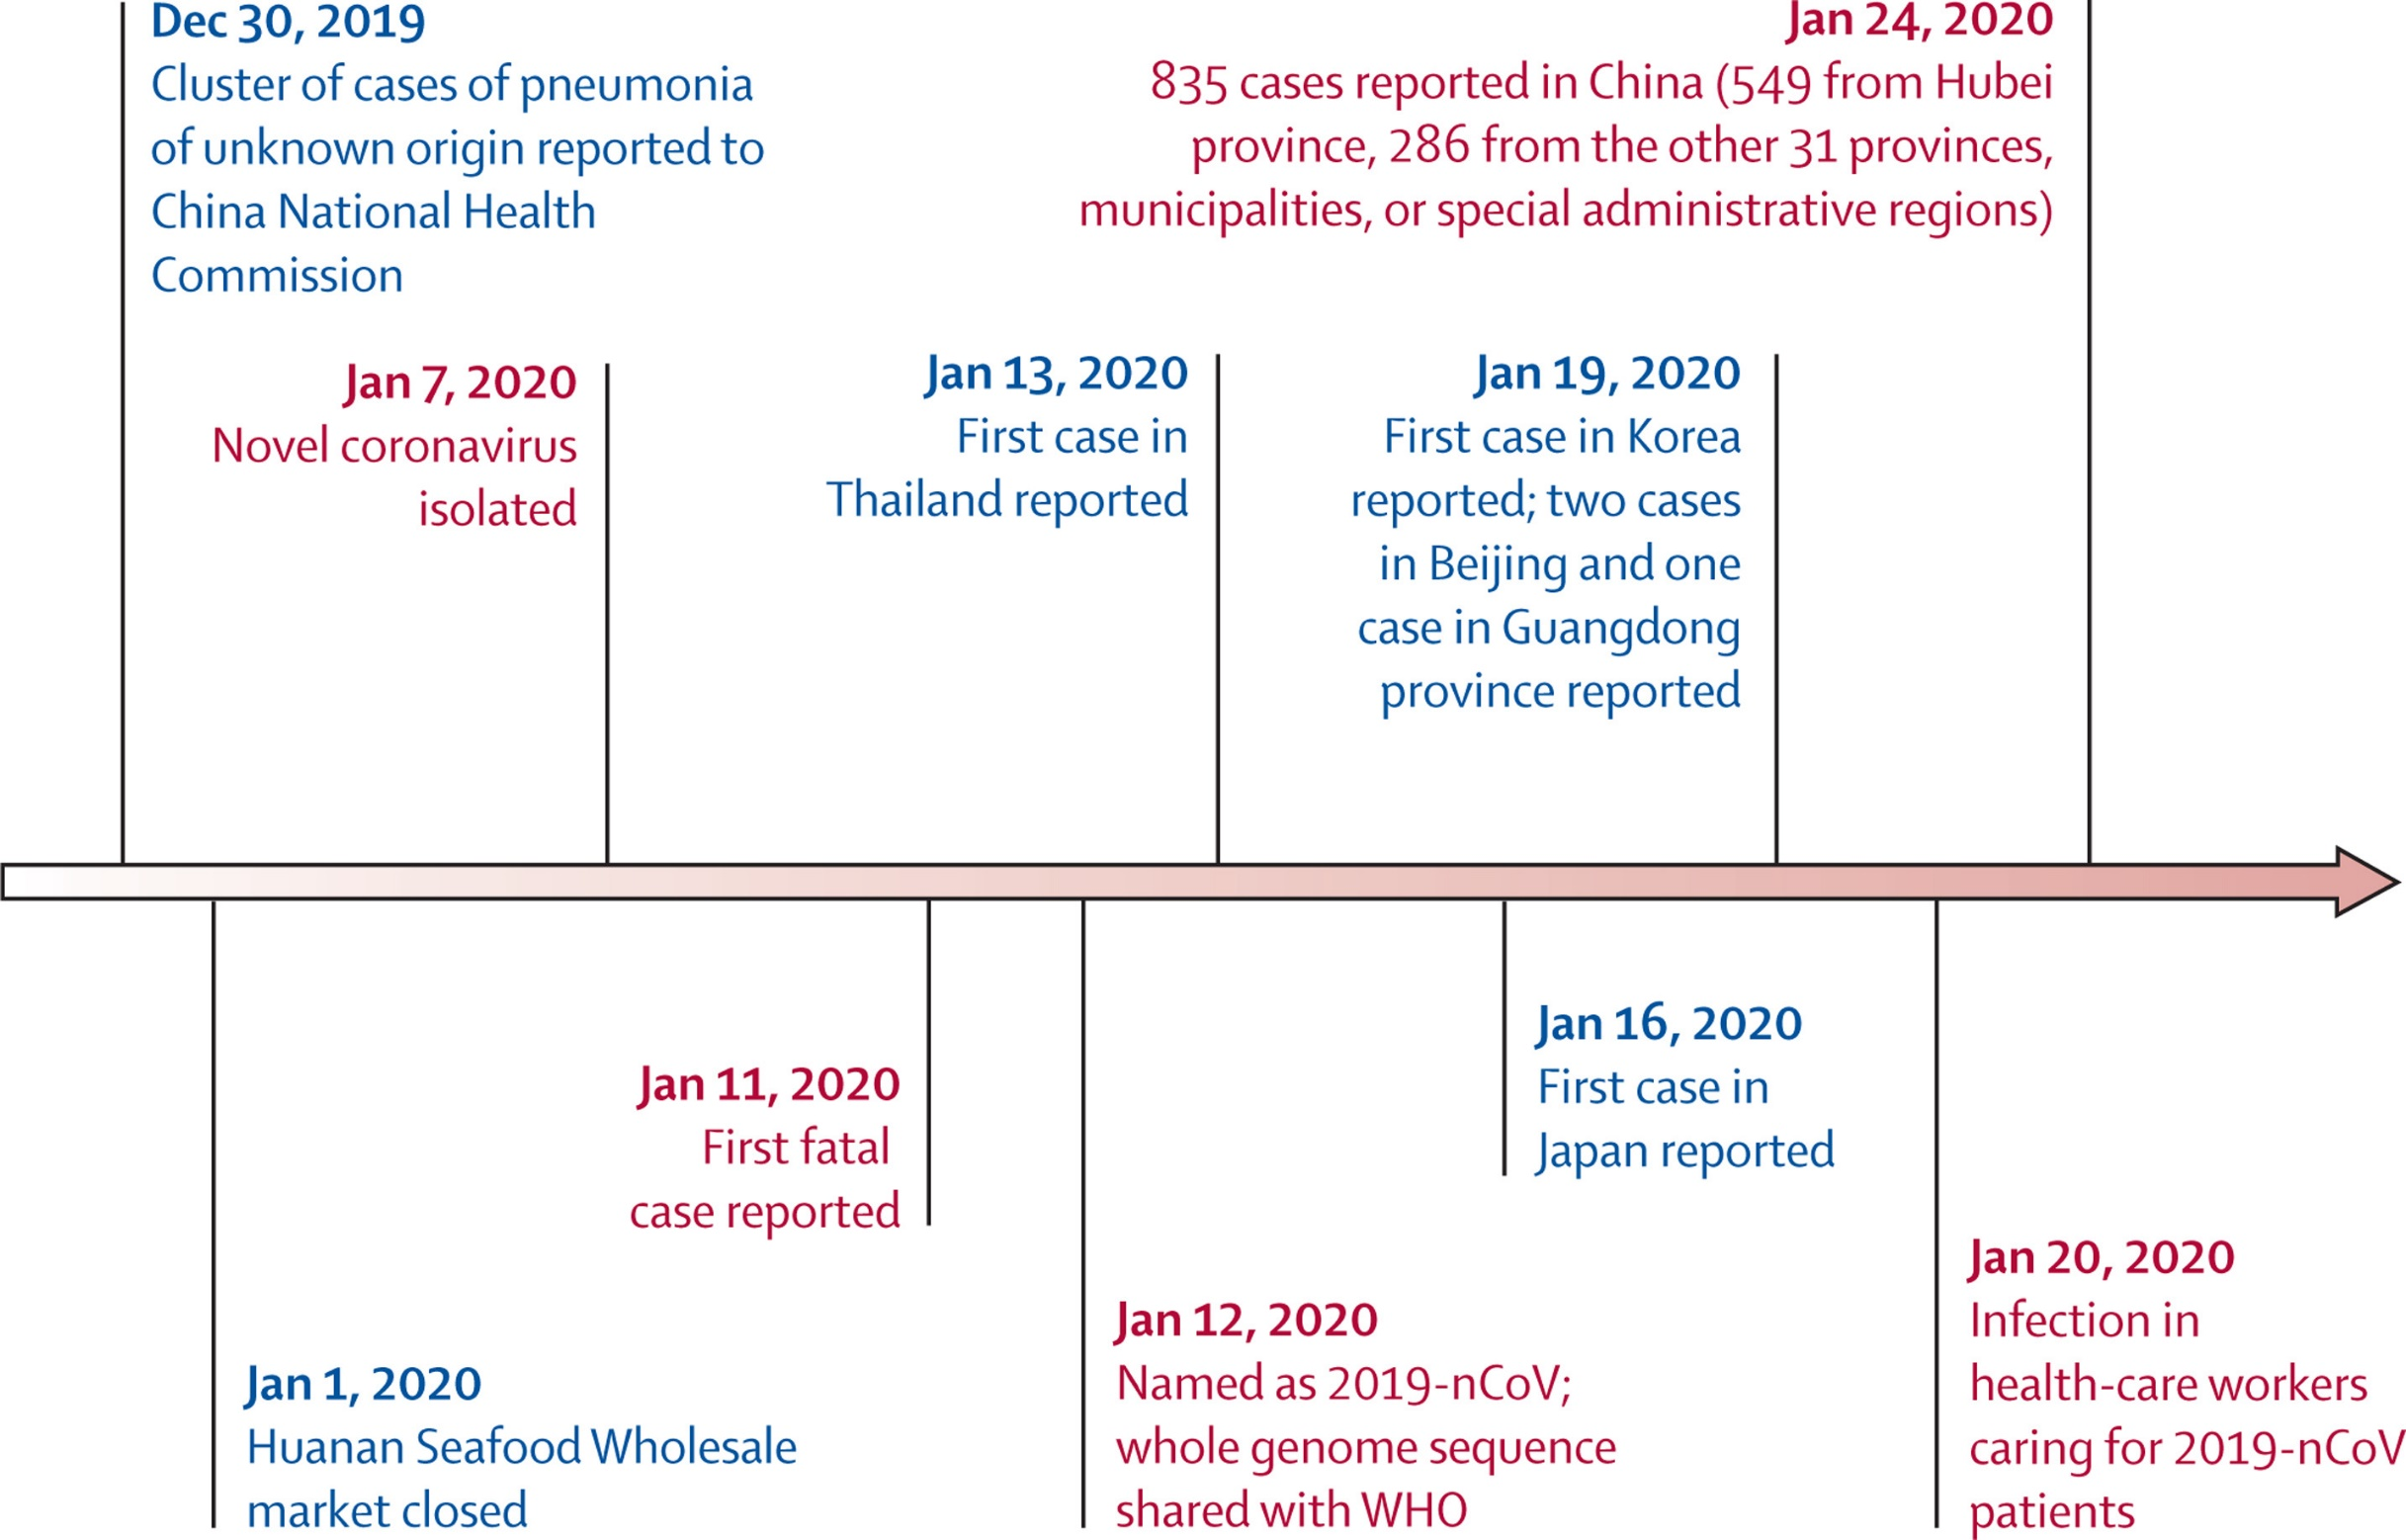 Dec 30, 2019
Cluster of cases of pneumonia
of unknown origin reported to
China National Health
Commission
Jan 24, 2020
835 cases reported in China (549 from Hubei
province, 286 from the other 31 provinces,
municipalities, or special administrative regions)
Jan 7, 2020
Novel coronavirus
isolated
Jan 13, 2020
First case in
Thailand reported
Jan 19, 2020
First case in Korea
reported; two cases
in Beijing and one
case in Guangdong
province reported
Jan 1, 2020
Huanan Seafood Wholesale
market closed
Jan 11, 2020
First fatal
case reported
Jan 12, 2020
Named as 2019-nCoV;
whole genome sequence
shared with WHO
Jan 16, 2020
First case in
Japan reported
Jan 20, 2020
Infection in
health-care workers
caring for 2019-nCoV
patients